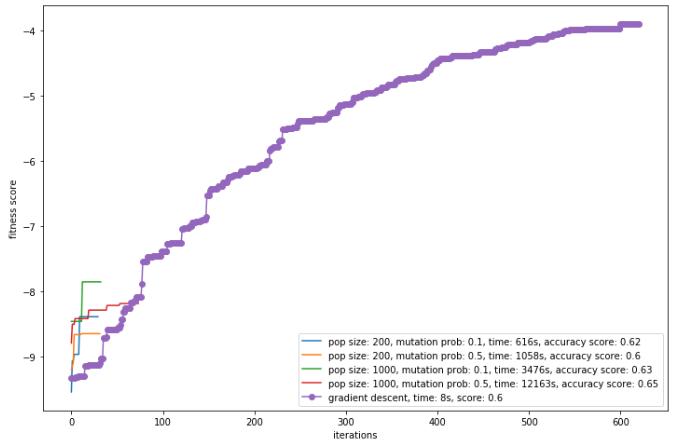 −4
−5
−6
−7
−8
−9
fitness score
0
100
200
300
400
500
600
iterations
pop size: 200, mutation prob: 0.1, time: 616s, accuracy score: 0.62
pop size: 200, mutation prob: 0.5, time: 1058s, accuracy score: 0.6
pop size: 1000, mutation prob: 0.1, time: 3476s, accuracy score: 0.63
pop size: 1000, mutation prob: 0.5, time: 12163s, accuracy score: 0.65
gradient descent, time: 8s, score: 0.6